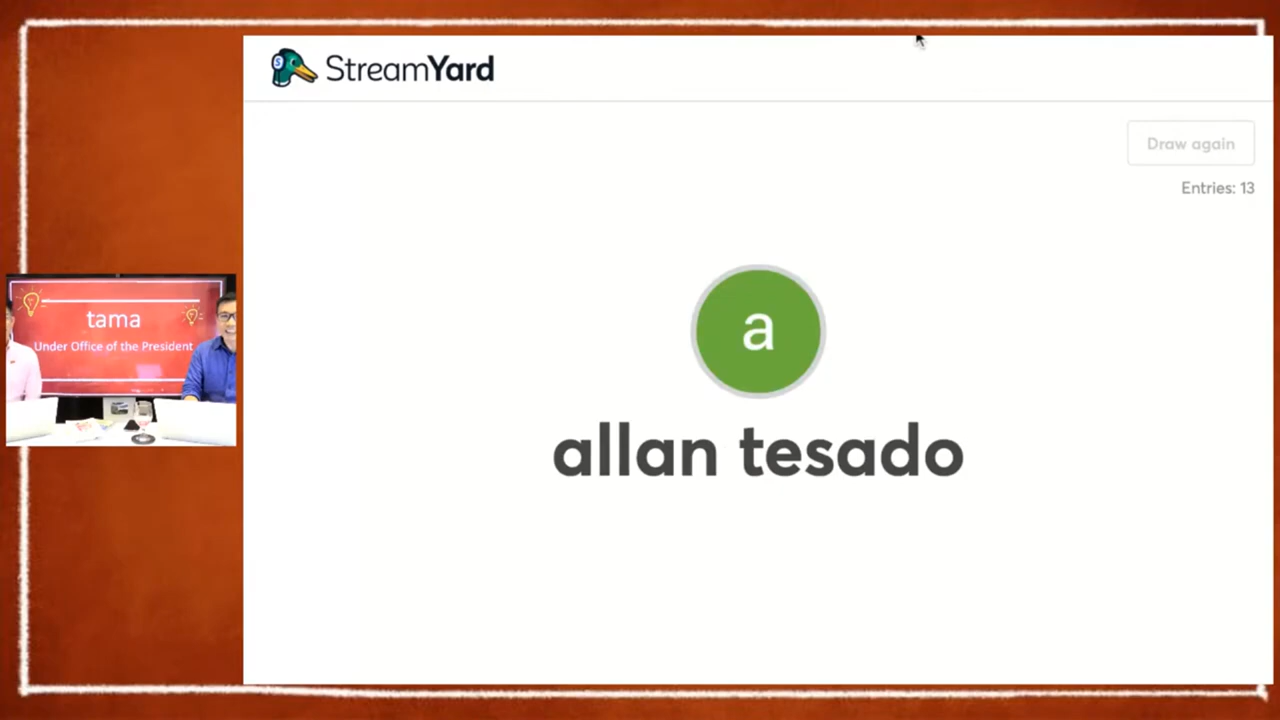 StreamYard
Draw again
Entries: 13
a
allan tesado
tama
Under Office of the President